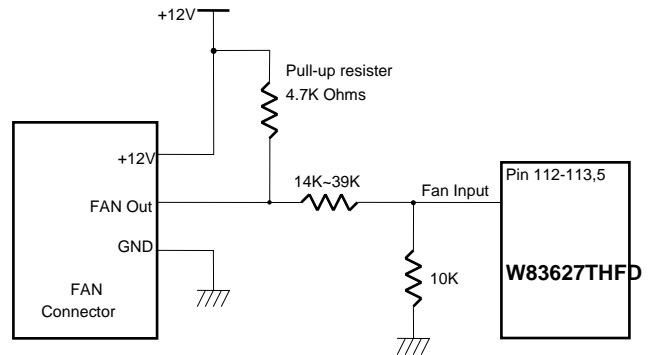 +12V
Pull-up resister
4.7K Ohms
+12V
14K~39K
Pin 112-113,5
Fan Input
FAN Out
GND
10K
W83627THFD
FAN
Connector